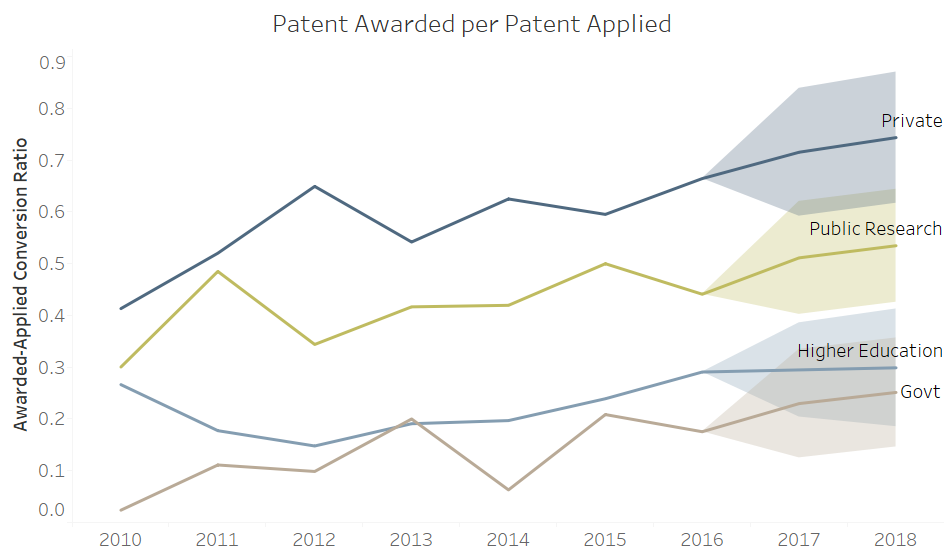 Patent Awarded per Patent Applied
Awarded-Applied Conversion Ratio
0.9
0.8
0.7
0.6
0.5
0.4
0.3
0.2
0.1
0.0
Private
Public Research
Higher Education
Govt
2010 2011 2012 2013 2014 2015 2016 2017 2018